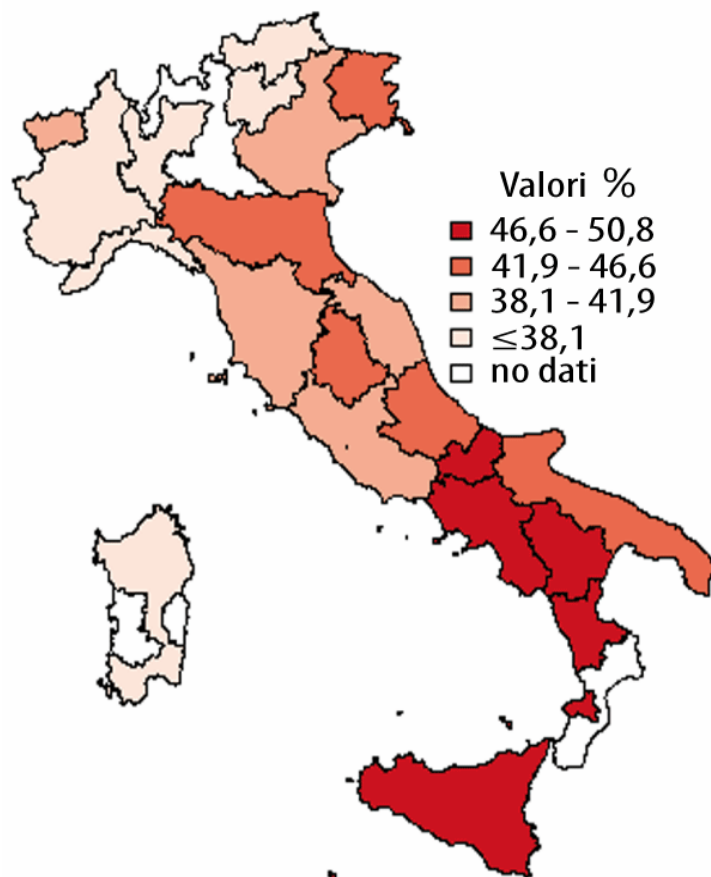 Valori %
46,6 - 50,8
41,9 - 46,6
38,1 - 41,9
≤38,1
no dati